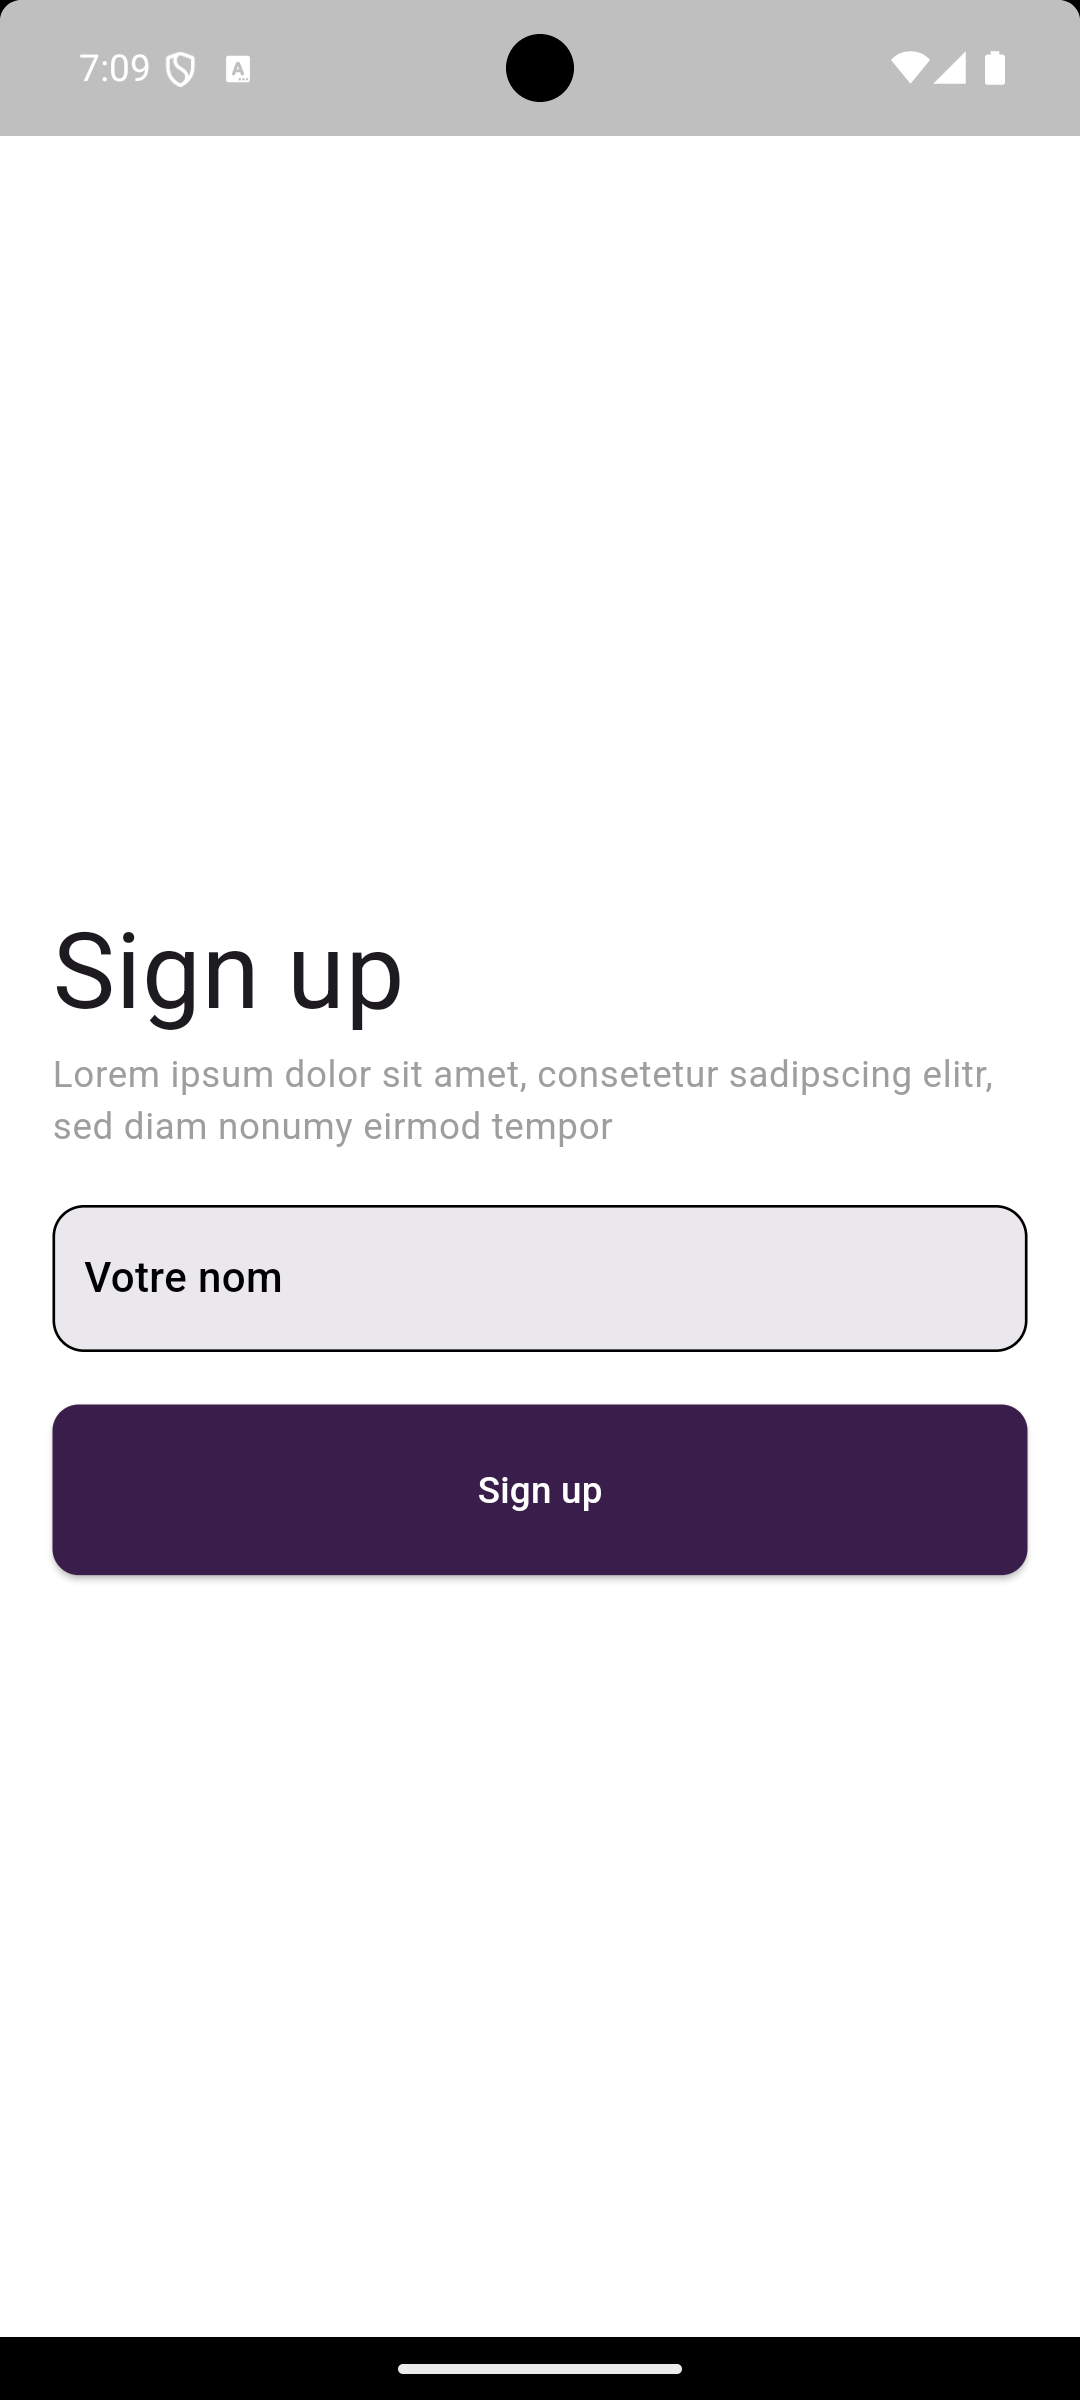 7:09
Sign up
Lorem ipsum dolor sit amet, consetetur sadipscing elitr,
sed diam nonumy eirmod tempor
Votre nom
Sign up